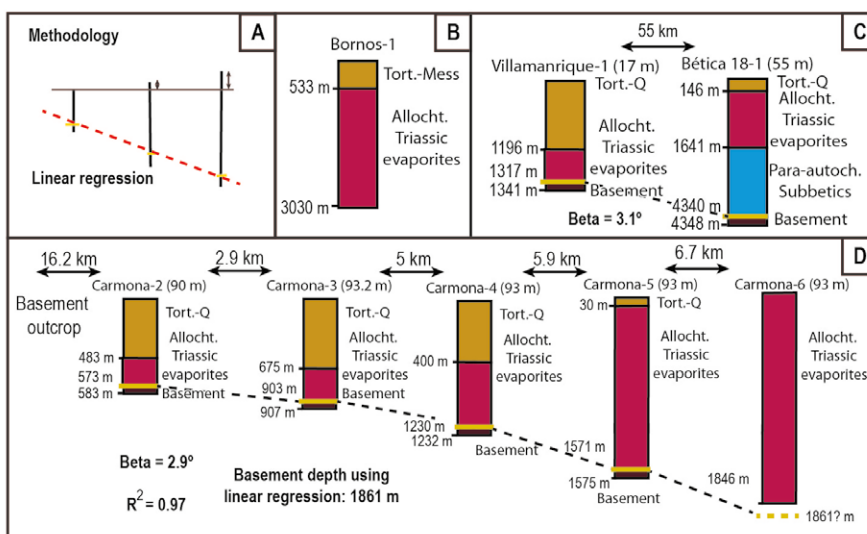 Methodology
A
Linear regression
B
Bornos-1
Tort.-Mess
533 m
Allocht.
Triassic
evaporites
3030 m
C
55 km
Villamanrique-1 (17 m)
Tort.-Q
1196 m
Allocht.
Triassic
evaporites
1317 m
1341 m
Basement
Beta = 3.1º
Bética 18-1 (55 m)
Tort.-Q
146 m
Allocht.
Triassic
evaporites
1641 m
Para-autoch.
Subbetics
4340 m
4348 m
Basement
D
16.2 km
2.9 km
5 km
5.9 km
6.7 km
Basement
outcrop
Carmona-2 (90 m)
Tort.-Q
Allocht.
Triassic
evaporites
483 m
573 m
583 m
Basement
Carmona-3 (93.2 m)
Tort.-Q
Allocht.
Triassic
evaporites
675 m
903 m
907 m
Basement
Carmona-4 (93 m)
Tort.-Q
400 m
Allocht.
Triassic
evaporites
1230 m
1232 m
Basement
Carmona-5 (93 m)
30 m
Tort.-Q
Allocht.
Triassic
evaporites
1571 m
1575 m
Basement
Carmona-6 (93 m)
Allocht.
Triassic
evaporites
1846 m
1861? m
Beta = 2.9º
R² = 0.97
Basement depth using
linear regression: 1861 m